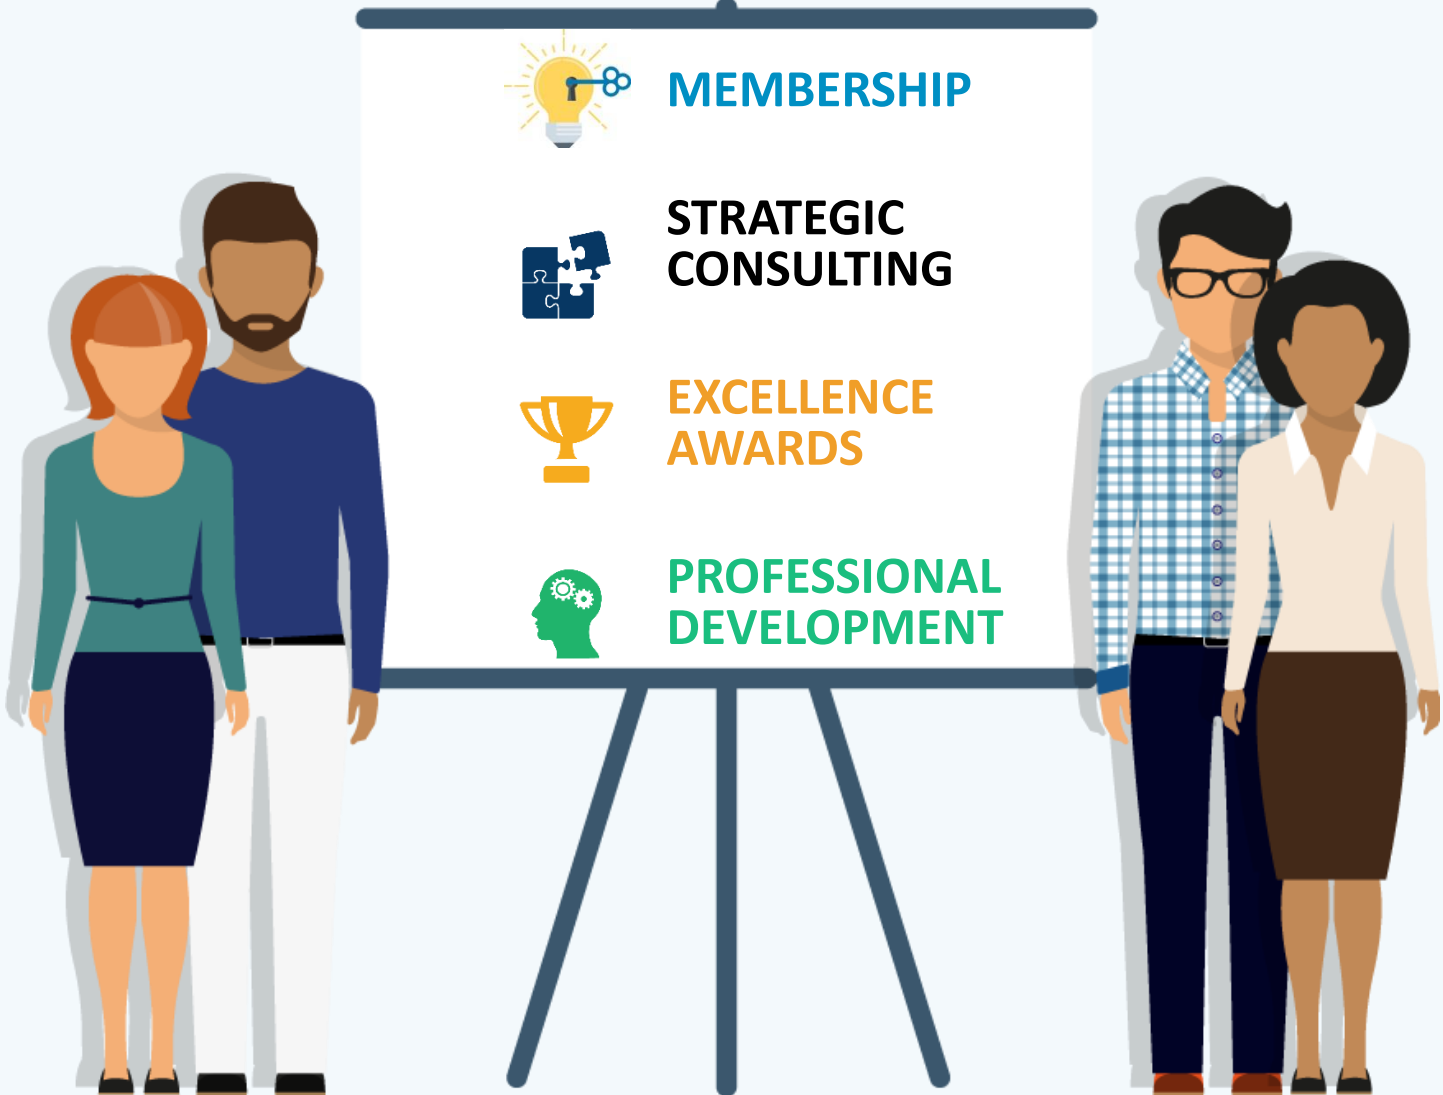 MEMBERSHIP
STRATEGIC
CONSULTING
EXCELLENCE
AWARDS
PROFESSIONAL
DEVELOPMENT